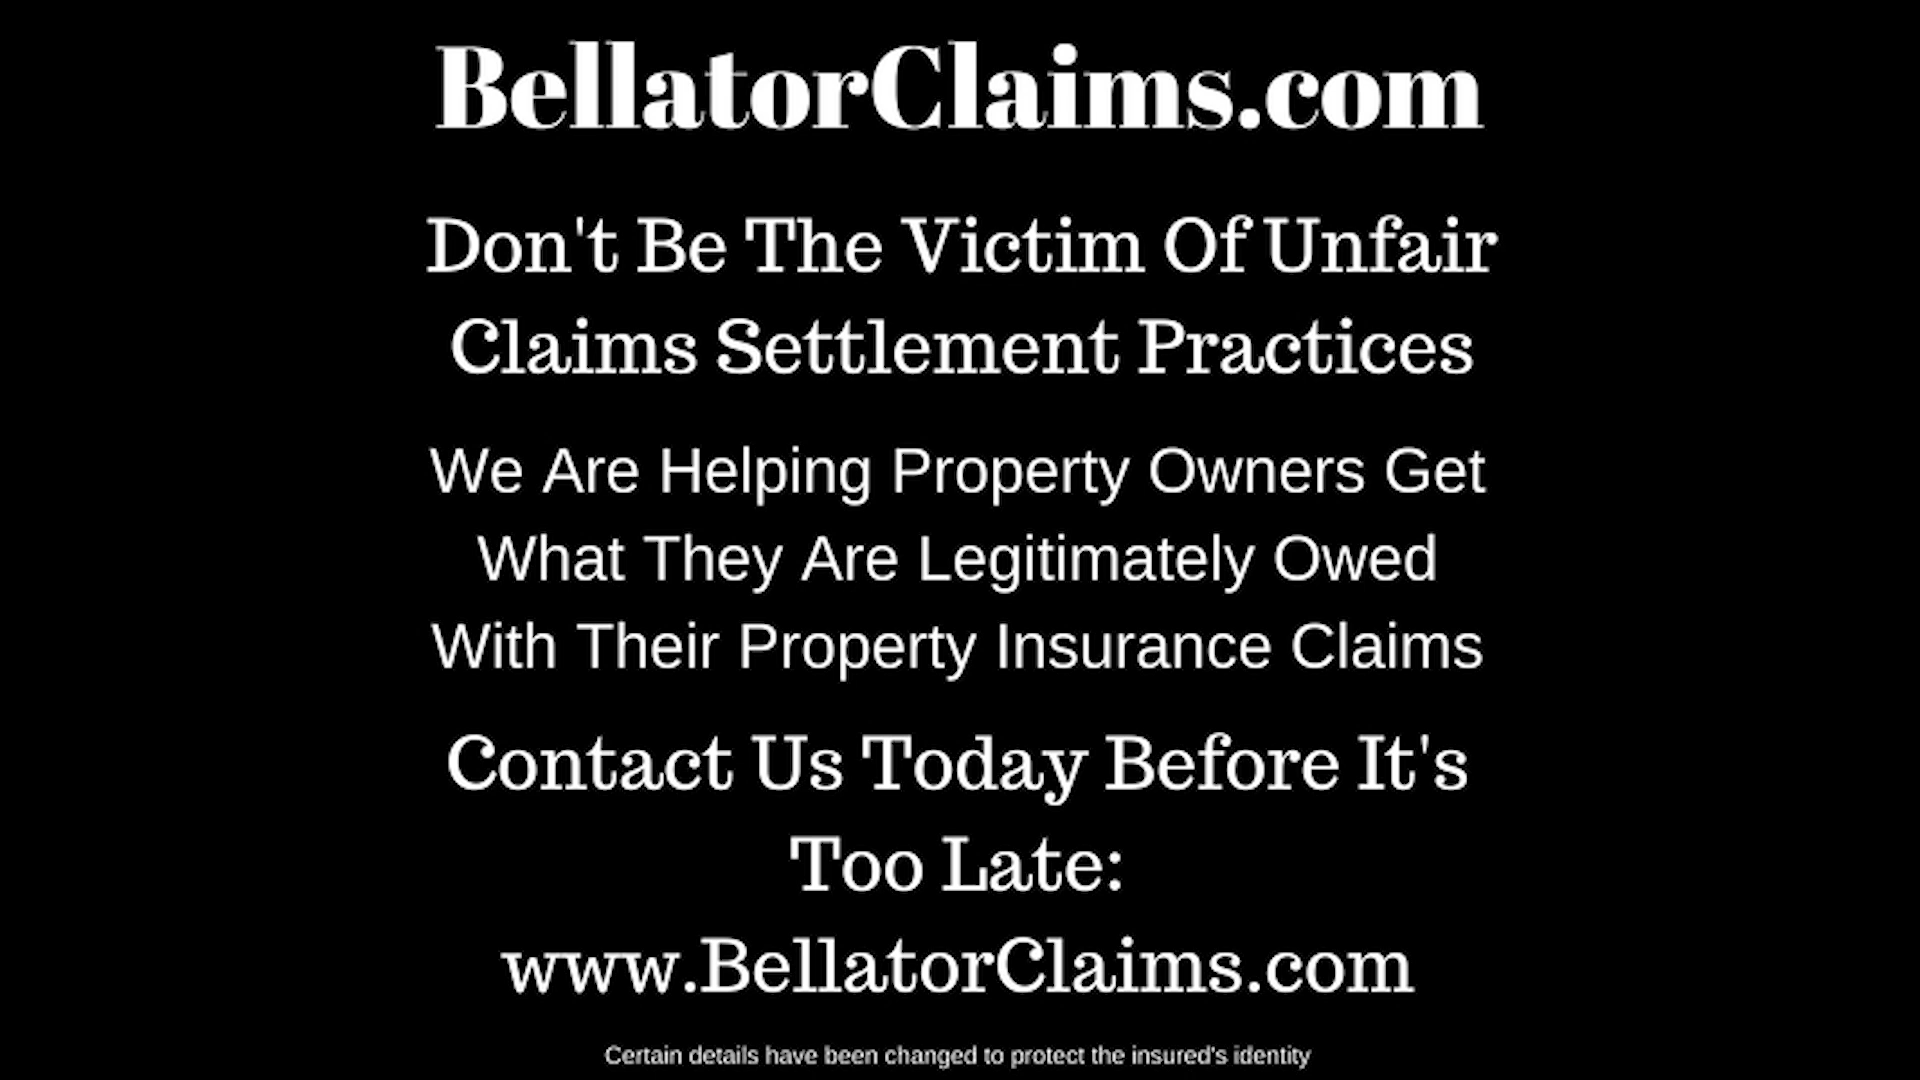 BellatorClaims.com
Don't Be The Victim Of Unfair
Claims Settlement Practices
We Are Helping Property Owners Get
What They Are Legitimately Owed
With Their Property Insurance Claims
Contact Us Today Before It's
Too Late:
www.BellatorClaims.com
Certain details have been changed to protect the insured's identity